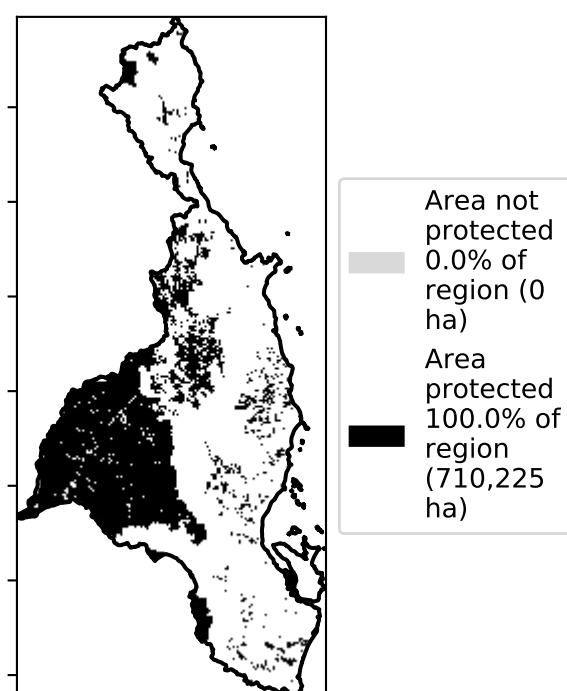 Area not
protected
0.0% of
region (0
ha)
Area
protected
100.0% of
region
(710,225
ha)